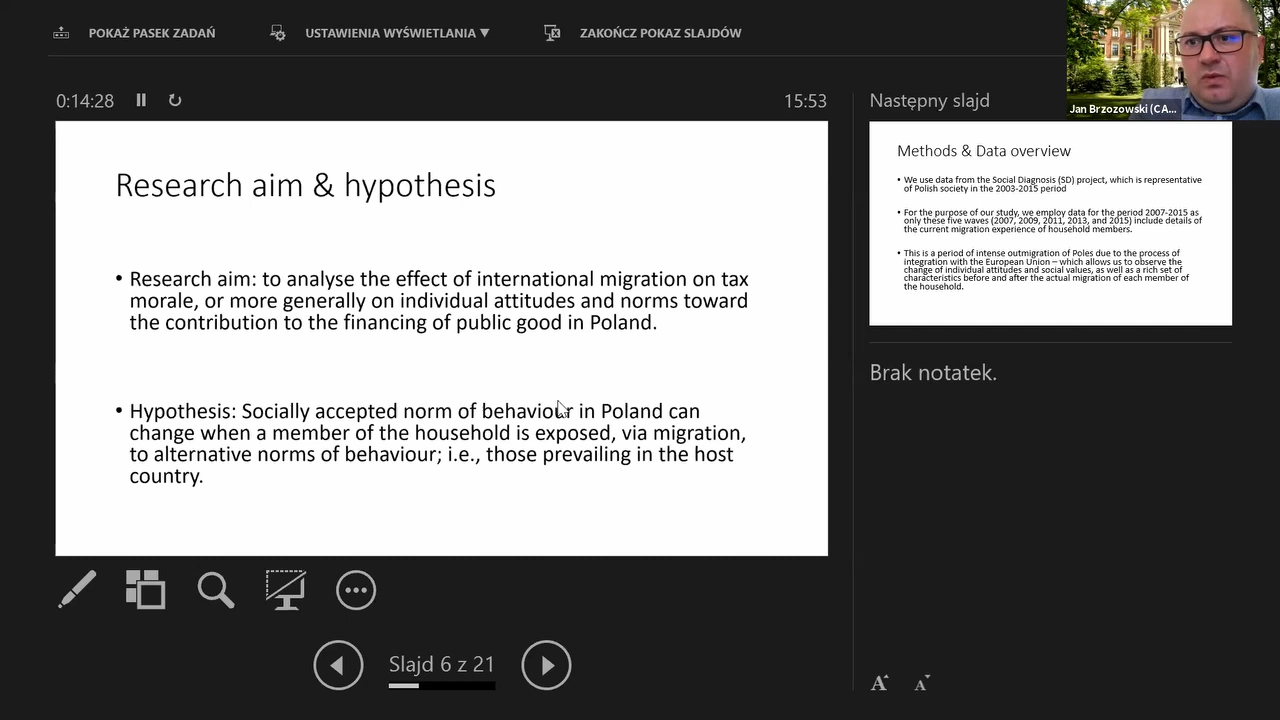 POKAŻ PASEK ZADAŃ
USTAWIENIA WYŚWIETLANIA ▼
ZAKOŃCZ POKAZ SLAJDÓW
0:14:28
15:53
Research aim & hypothesis
• Research aim: to analyse the effect of international migration on tax
morale, or more generally on individual attitudes and norms toward
the contribution to the financing of public good in Poland.
• Hypothesis: Socially accepted norm of behaviour in Poland can
change when a member of the household is exposed, via migration,
to alternative norms of behaviour; i.e., those prevailing in the host
country.
Slajd 6 z 21
Następny slajd
Jan Brzozowski (CA...
Methods & Data overview
• We use data from the Social Diagnosis (SD) project, which is representative
of Polish society in the 2003-2015 period
• For the purpose of our study, we employ data for the period 2007-2015 as
only these five waves (2007, 2009, 2011, 2013, and 2015) include details of
the current migration experience of household members.
• This is a period of intense outmigration of Poles due to the process of
integration with the European Union – which allows us to observe the
change of individual attitudes and social values, as well as a rich set of
characteristics before and after the actual migration of each member of
the household.
Brak notatek.
A A